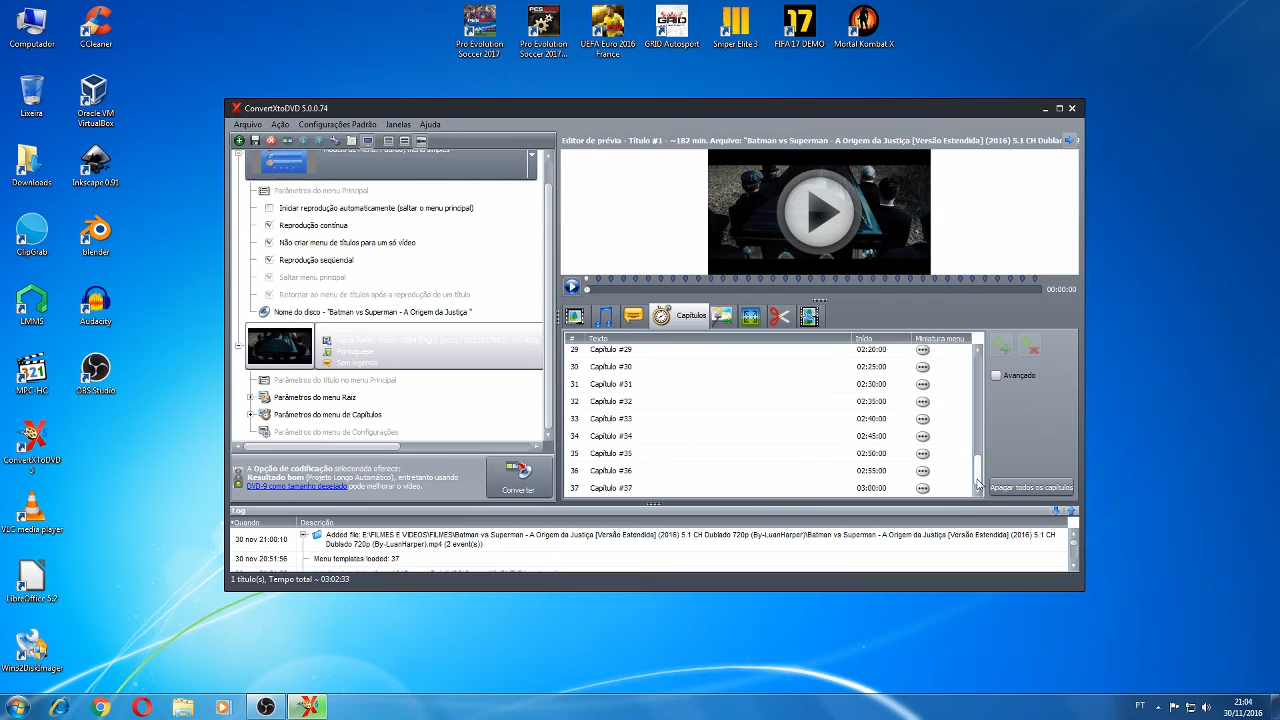 Computador
CCleaner
Pro Evolution
Soccer 2017
Pro Evolution
Soccer 2017...
UEFA Euro 2016
France
GRID Autosport
Sniper Elite 3
FIFA 17 DEMO
Mortal Kombat X
Lixeira
Oracle VM
VirtualBox
Downloads
Inkscape 0.91
ClipGrab
blender
LMMS
Audacity
MPC-HC
OBS Studio
ConvertXToDVD
5
VLC media player
LibreOffice 5.2
Win32DiskImager
ConvertXtoDVD 5.0.0.74
Arquivo Ação Configurações Padrão Janelas Ajuda
Parâmetros do menu Principal
Iniciar reprodução automaticamente (saltar o menu principal)
Reprodução contínua
Não criar menu de títulos para um só vídeo
Reprodução seqüencial
Saltar menu principal
Retornar ao menu de títulos após a reprodução de um título
Nome do disco - "Batman vs Superman - A Origem da Justiça "
Portuguese
Sem legenda
Parâmetros do título no menu Principal
Parâmetros do menu Raiz
Parâmetros do menu de Capítulos
Parâmetros do menu de Configurações
A Opção de codificação selecionada oferece:
Resultado bom (Projeto Longo Automático), entretanto usando
DVD-9 como tamanho desejado pode melhorar o vídeo.
Converter
Editor de prévia - Título #1 - ~182 min. Arquivo: "Batman vs Superman - A Origem da Justiça [Versão Estendida] (2016) 5.1 CH Dublado
00:00:00
Capítulos
# Texto Início Miniatura menu
29 Capítulo #29 02:20:00
30 Capítulo #30 02:25:00
31 Capítulo #31 02:30:00
32 Capítulo #32 02:35:00
33 Capítulo #33 02:40:00
34 Capítulo #34 02:45:00
35 Capítulo #35 02:50:00
36 Capítulo #36 02:55:00
37 Capítulo #37 03:00:00
Avançado
Apagar todos os capítulos
Log
Quando Descrição
30 nov 21:00:10 Added file: E:\FILMES E VIDEOS\FILMES\Batman vs Superman - A Origem da Justiça [Versão Estendida] (2016) 5.1 CH Dublado 720p (By-LuanHarper)\Batman vs Superman - A Origem da Justiça [Versão Estendida] (2016) 5.1 CH
Dublado 720p (By-LuanHarper).mp4 (2 event(s))
30 nov 20:51:56 Menu templates loaded: 37
1 título(s), Tempo total ~ 03:02:33
PT
21:04
30/11/2016